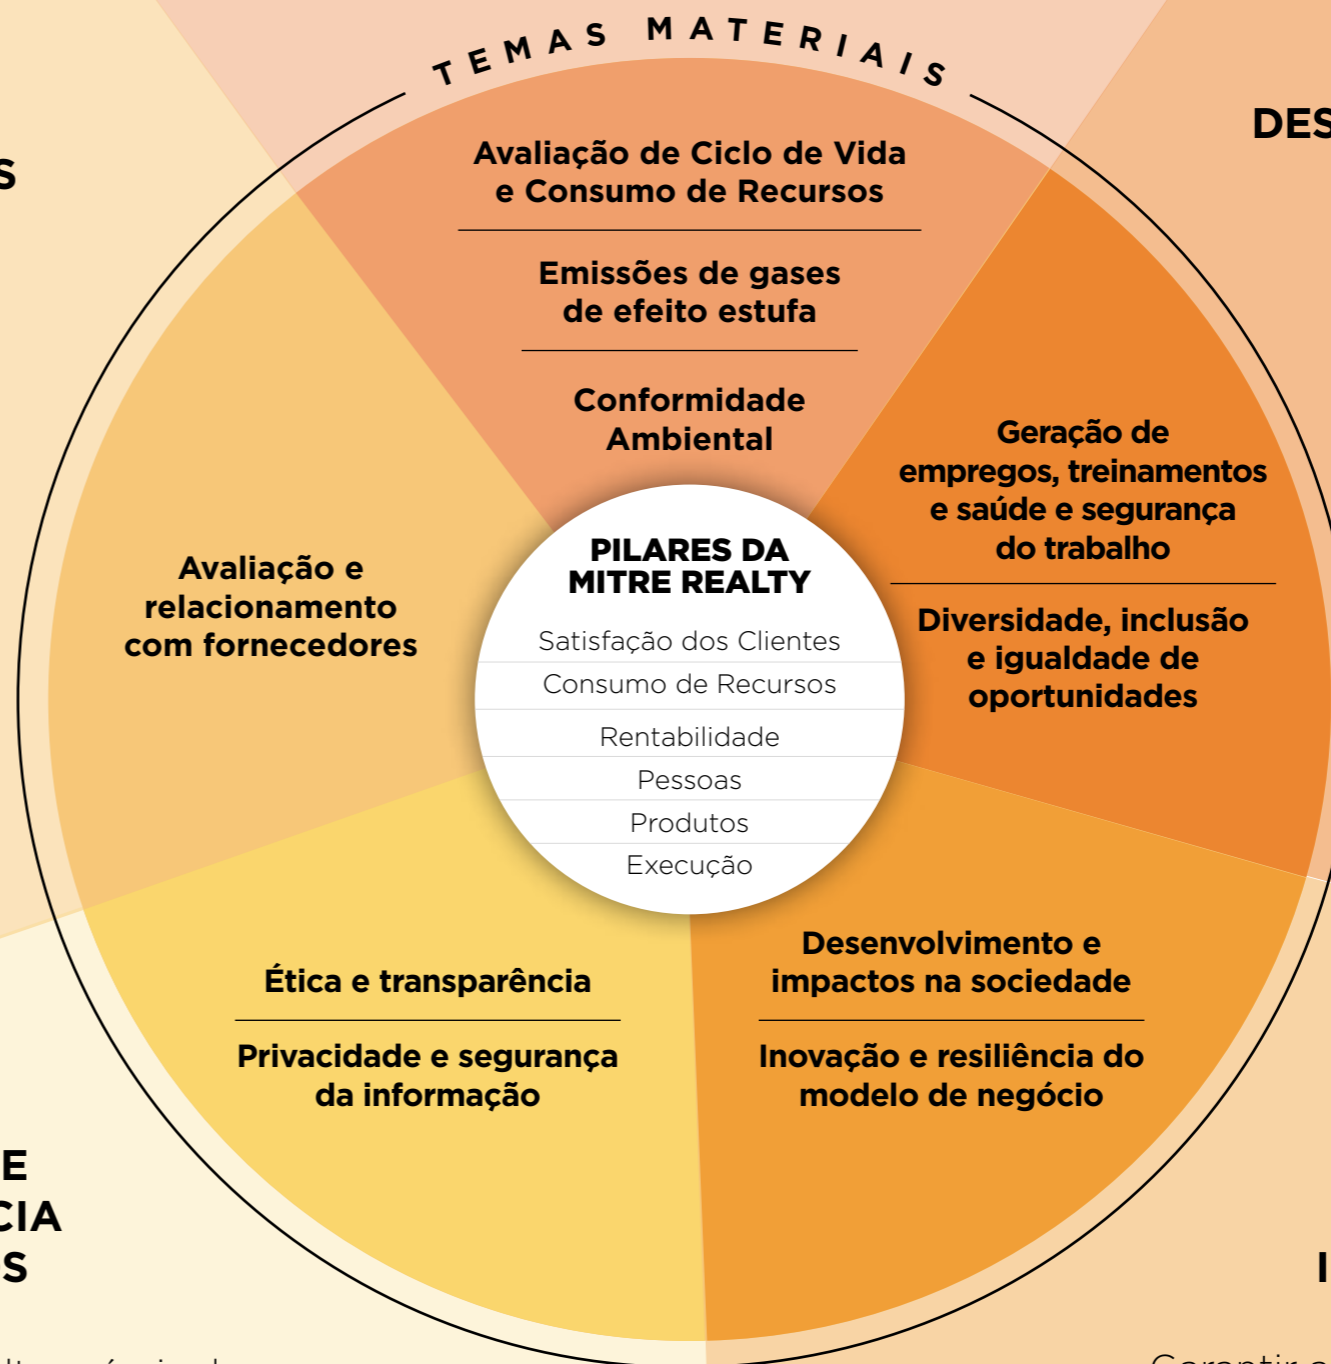 TEMAS MATERIAIS
Avaliação de Ciclo de Vida
e Consumo de Recursos
Emissões de gases
de efeito estufa
Conformidade
Ambiental
Geração de
empregos, treinamentos
e saúde e segurança
do trabalho
Diversidade, inclusão
e igualdade de
oportunidades
Avaliação e
relacionamento
com fornecedores
PILARES DA
MITRE REALTY
Satisfação dos Clientes
Consumo de Recursos
Rentabilidade
Pessoas
Produtos
Execução
Ética e transparência
Privacidade e segurança
da informação
Desenvolvimento e
impactos na sociedade
Inovação e resiliência do
modelo de negócio
DES
S
E
CIA
S
I
Garantir